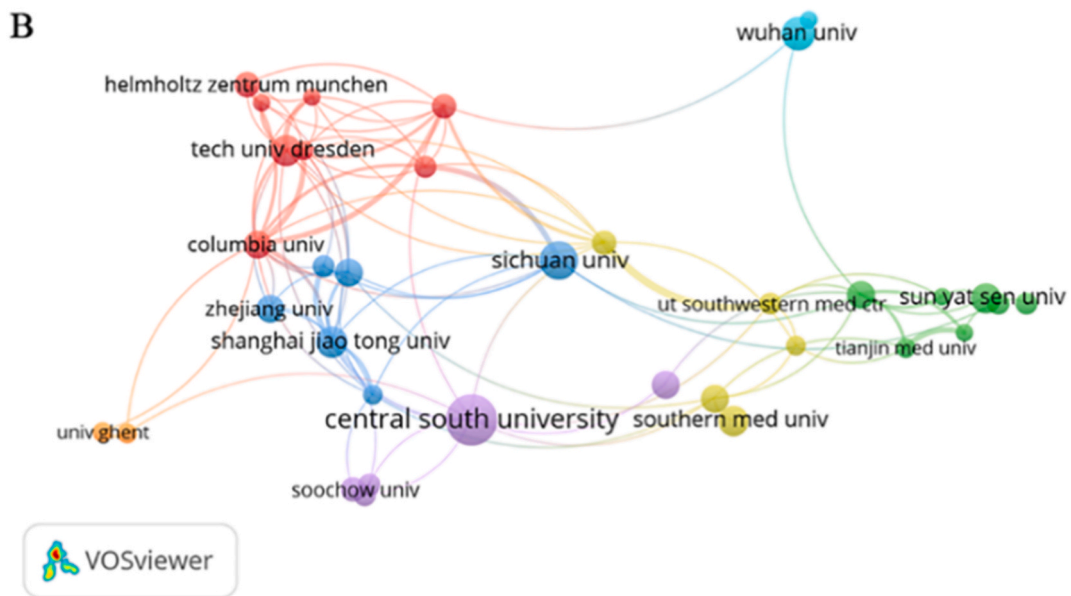 B
wuhan univ
helmholtz zentrum munchen
tech univ dresden
columbia univ
sichuan univ
zhejiang univ
ut southwestern med ctr
sun yat sen univ
shanghai jiao tong univ
tianjin med univ
central south university
southern med univ
univ ghent
soochow univ
VOSviewer